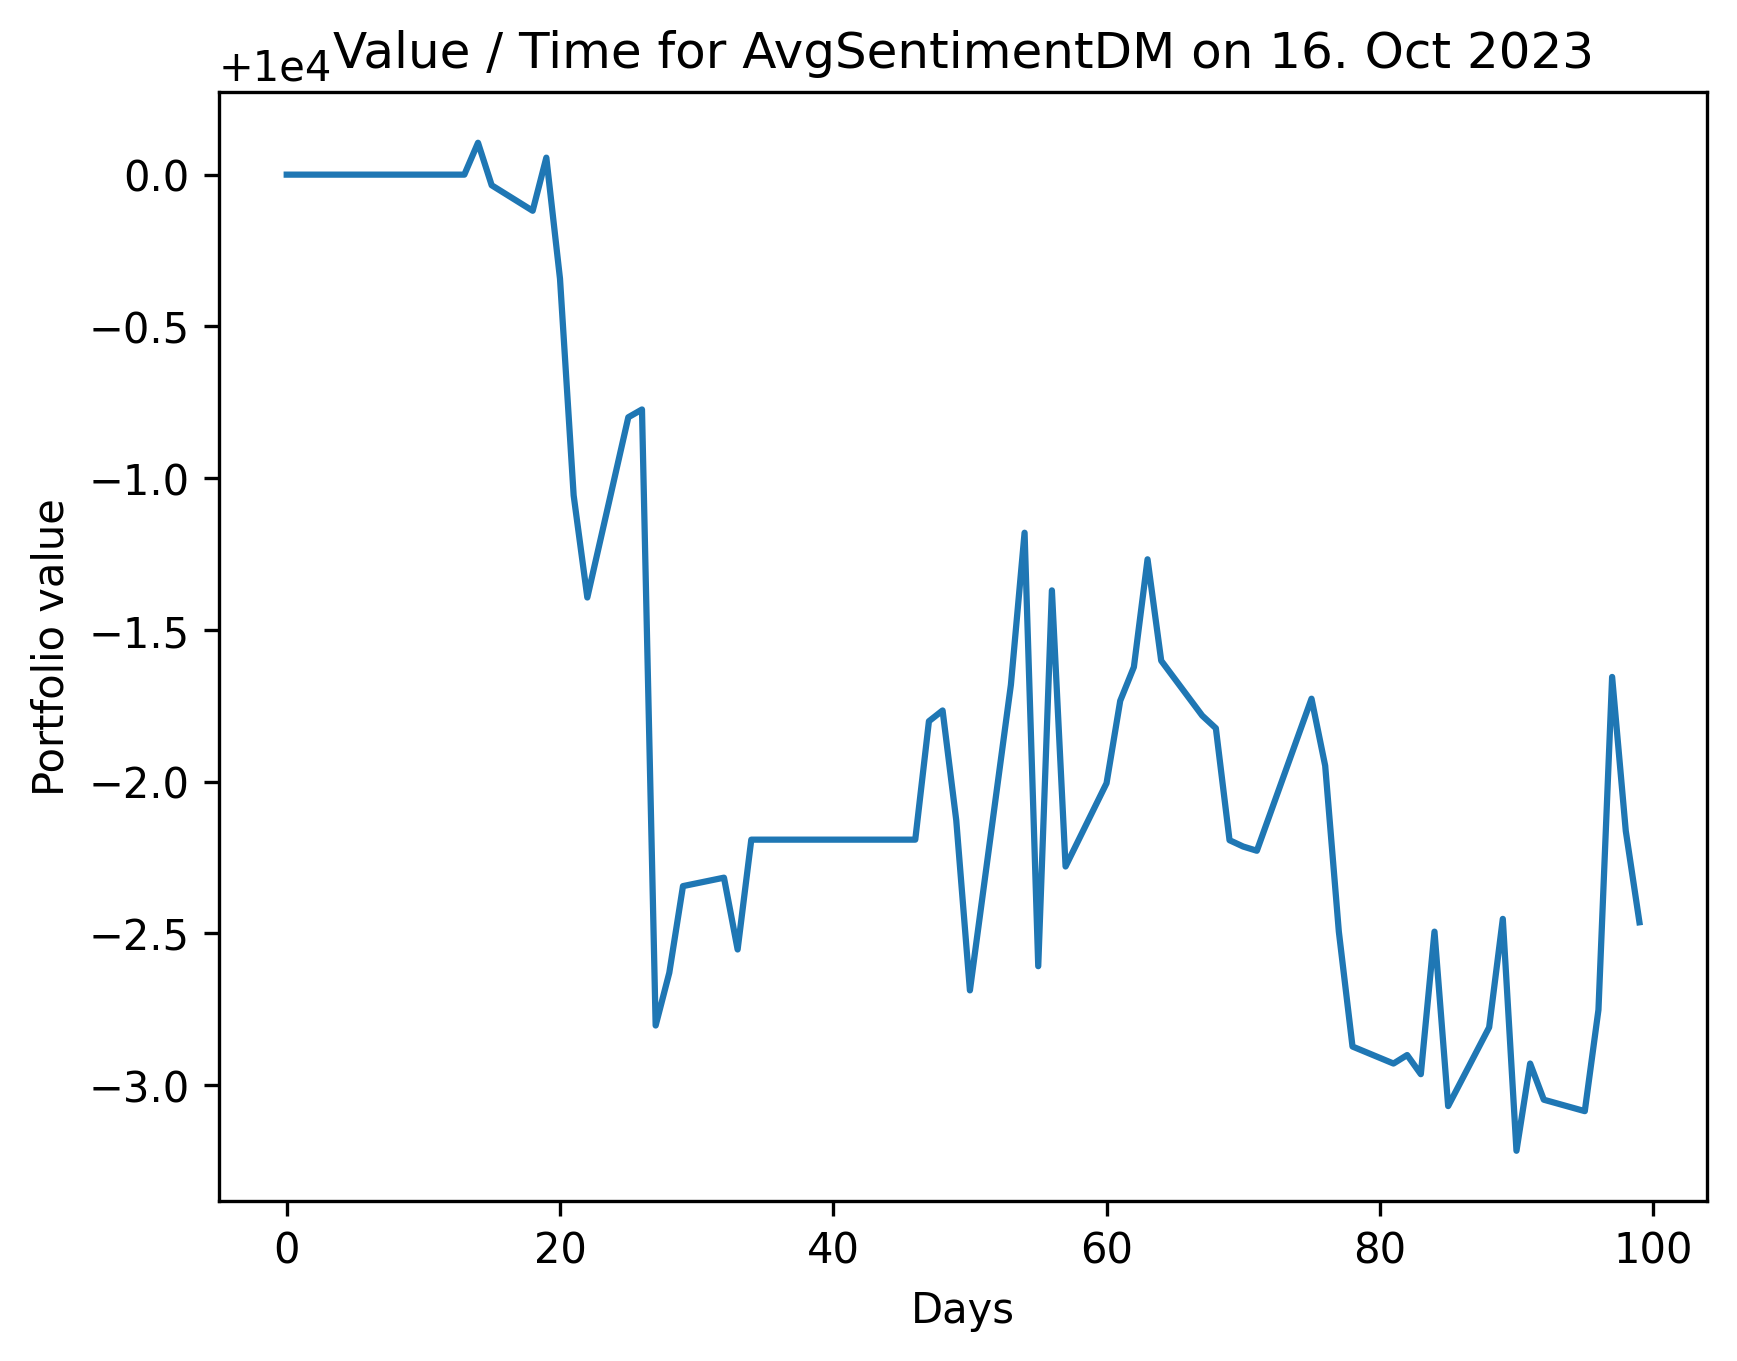 Value / Time for AvgSentimentDM on 16. Oct 2023
+1e4
0.0
−0.5
−1.0
−1.5
−2.0
−2.5
−3.0
Portfolio value
0 20 40 60 80 100
Days